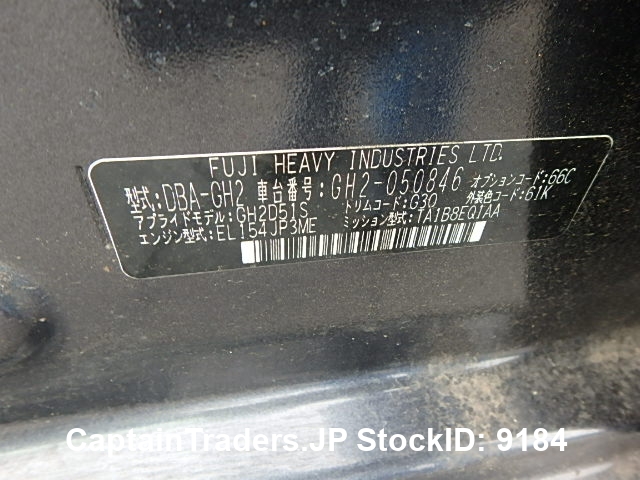 FUJI HEAVY INDUSTRIES LTD.
型式: DBA-GH2 車台番号: GH2-050846 オプションコード: 66C
アプライドモデル: GH2D51S トリムコード: G30 外装色コード: 61K
エンジン型式: EL154JP3ME ミッション型式: TA1B8EQ1AA
CaptainTraders.JP StockID: 9184